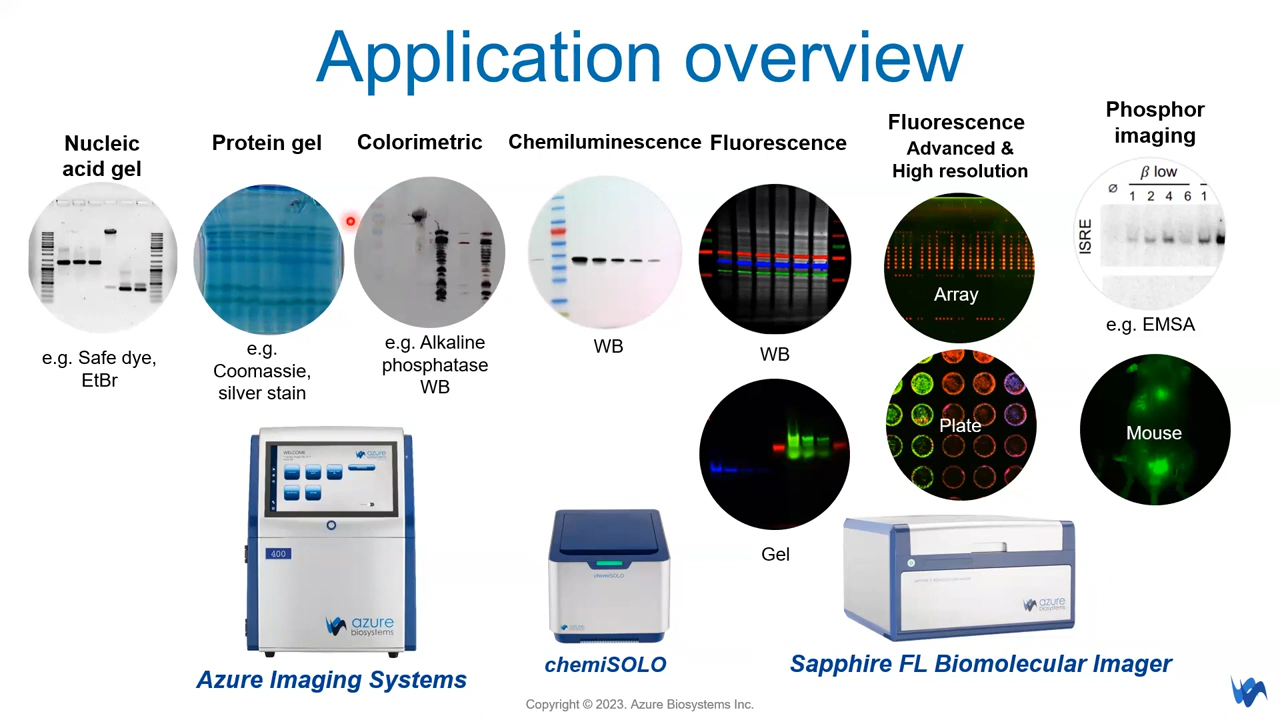 Application overview
Nucleic
acid gel
e.g. Safe dye,
EtBr
Protein gel
e.g.
Coomassie,
silver stain
Colorimetric
e.g. Alkaline
phosphatase
WB
Chemiluminescence
WB
Fluorescence
WB
Gel
Fluorescence
Advanced &
High resolution
Array
Plate
Phosphor
imaging
β low
Ø 1 2 4 6 1
ISRE
e.g. EMSA
Mouse
WELCOME
azure
biosystems
400
azure
biosystems
Azure Imaging Systems
chemiSOLO
chemiSOLO
azure
biosystems
Sapphire FL Biomolecular Imager
Copyright © 2023. Azure Biosystems Inc.